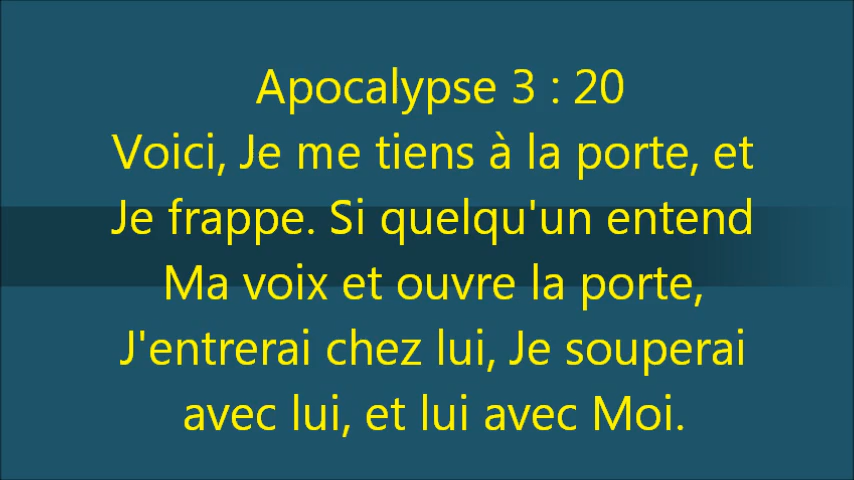 Apocalypse 3 : 20
Voici, Je me tiens à la porte, et
Je frappe. Si quelqu'un entend
Ma voix et ouvre la porte,
J'entrerai chez lui, Je souperai
avec lui, et lui avec Moi.